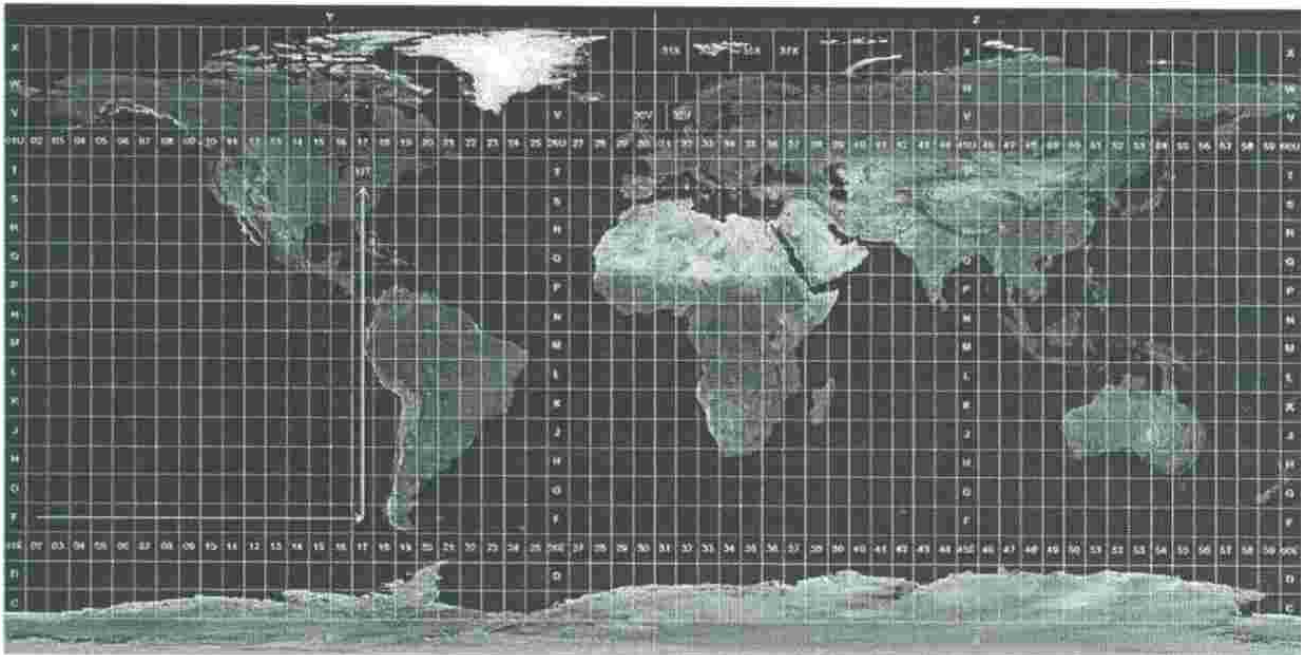 Y Z
X 31X 35X 37X X X
W W W
V V 32V V V
01U 02 03 04 05 06 07 08 09 10 11 12 13 14 15 16 17 18 19 20 21 22 23 24 25 26U 27 28 29 30 31 32 33 34 35 36 37 38 39 40 41 42 43 44 45U 46 47 48 49 50 51 52 53 54 55 56 57 58 59 60U
T 17T T T
S S S
R R R
Q Q Q Q
P P P P
N N N N
M M M M
L L L L
K K K K
J J J J
H H H H
G G G G
F F F F
01E 02 03 04 05 06 07 08 09 10 11 12 13 14 15 16 17 18 19 20 21 22 23 24 25 26E 27 28 29 30 31 32 33 34 35 36 37 38 39 40 41 42 43 44 45E 46 47 48 49 50 51 52 53 54 55 56 57 58 59 60E
D D D
C C